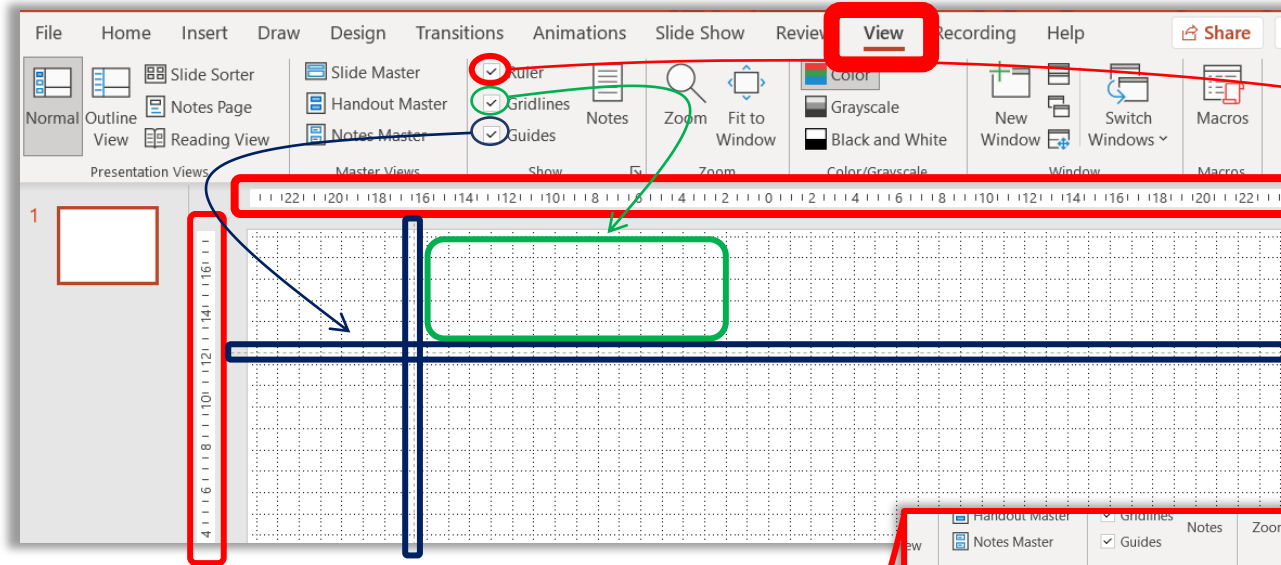 File Home Insert Draw Design Transitions Animations Slide Show Review View Recording Help Share
Normal
Outline View
Slide Sorter
Notes Page
Reading View
Presentation Views
Slide Master
Handout Master
Notes Master
Master Views
Ruler
Gridlines
Guides
Show
Notes
Zoom
Fit to Window
Zoom
Color
Grayscale
Black and White
Color/Grayscale
New Window
Switch Windows
Window
Macros
Macros
22 20 18 16 14 12 10 8 6 4 2 0 2 4 6 8 10 12 14 16 18 20 22
1
16
14
12
10
8
6
4
Handout Master
Gridlines
Notes
Notes Master
Guides